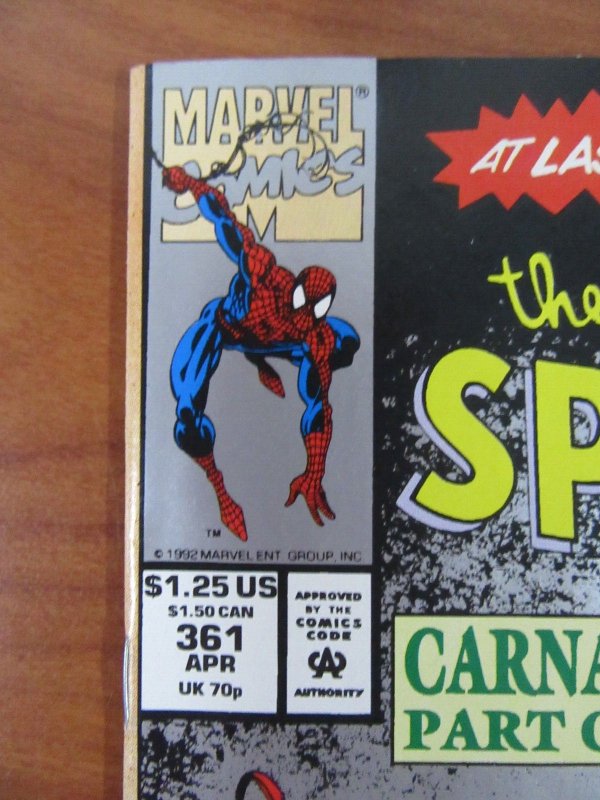 MARVEL®
COMICS
M
AT LAS
the
SP
TM
© 1992 MARVEL ENT. GROUP, INC
$1.25 US
$1.50 CAN
361
APR
UK 70p
APPROVED
BY THE
COMICS
CODE
CA
AUTHORITY
CARNA
PART O